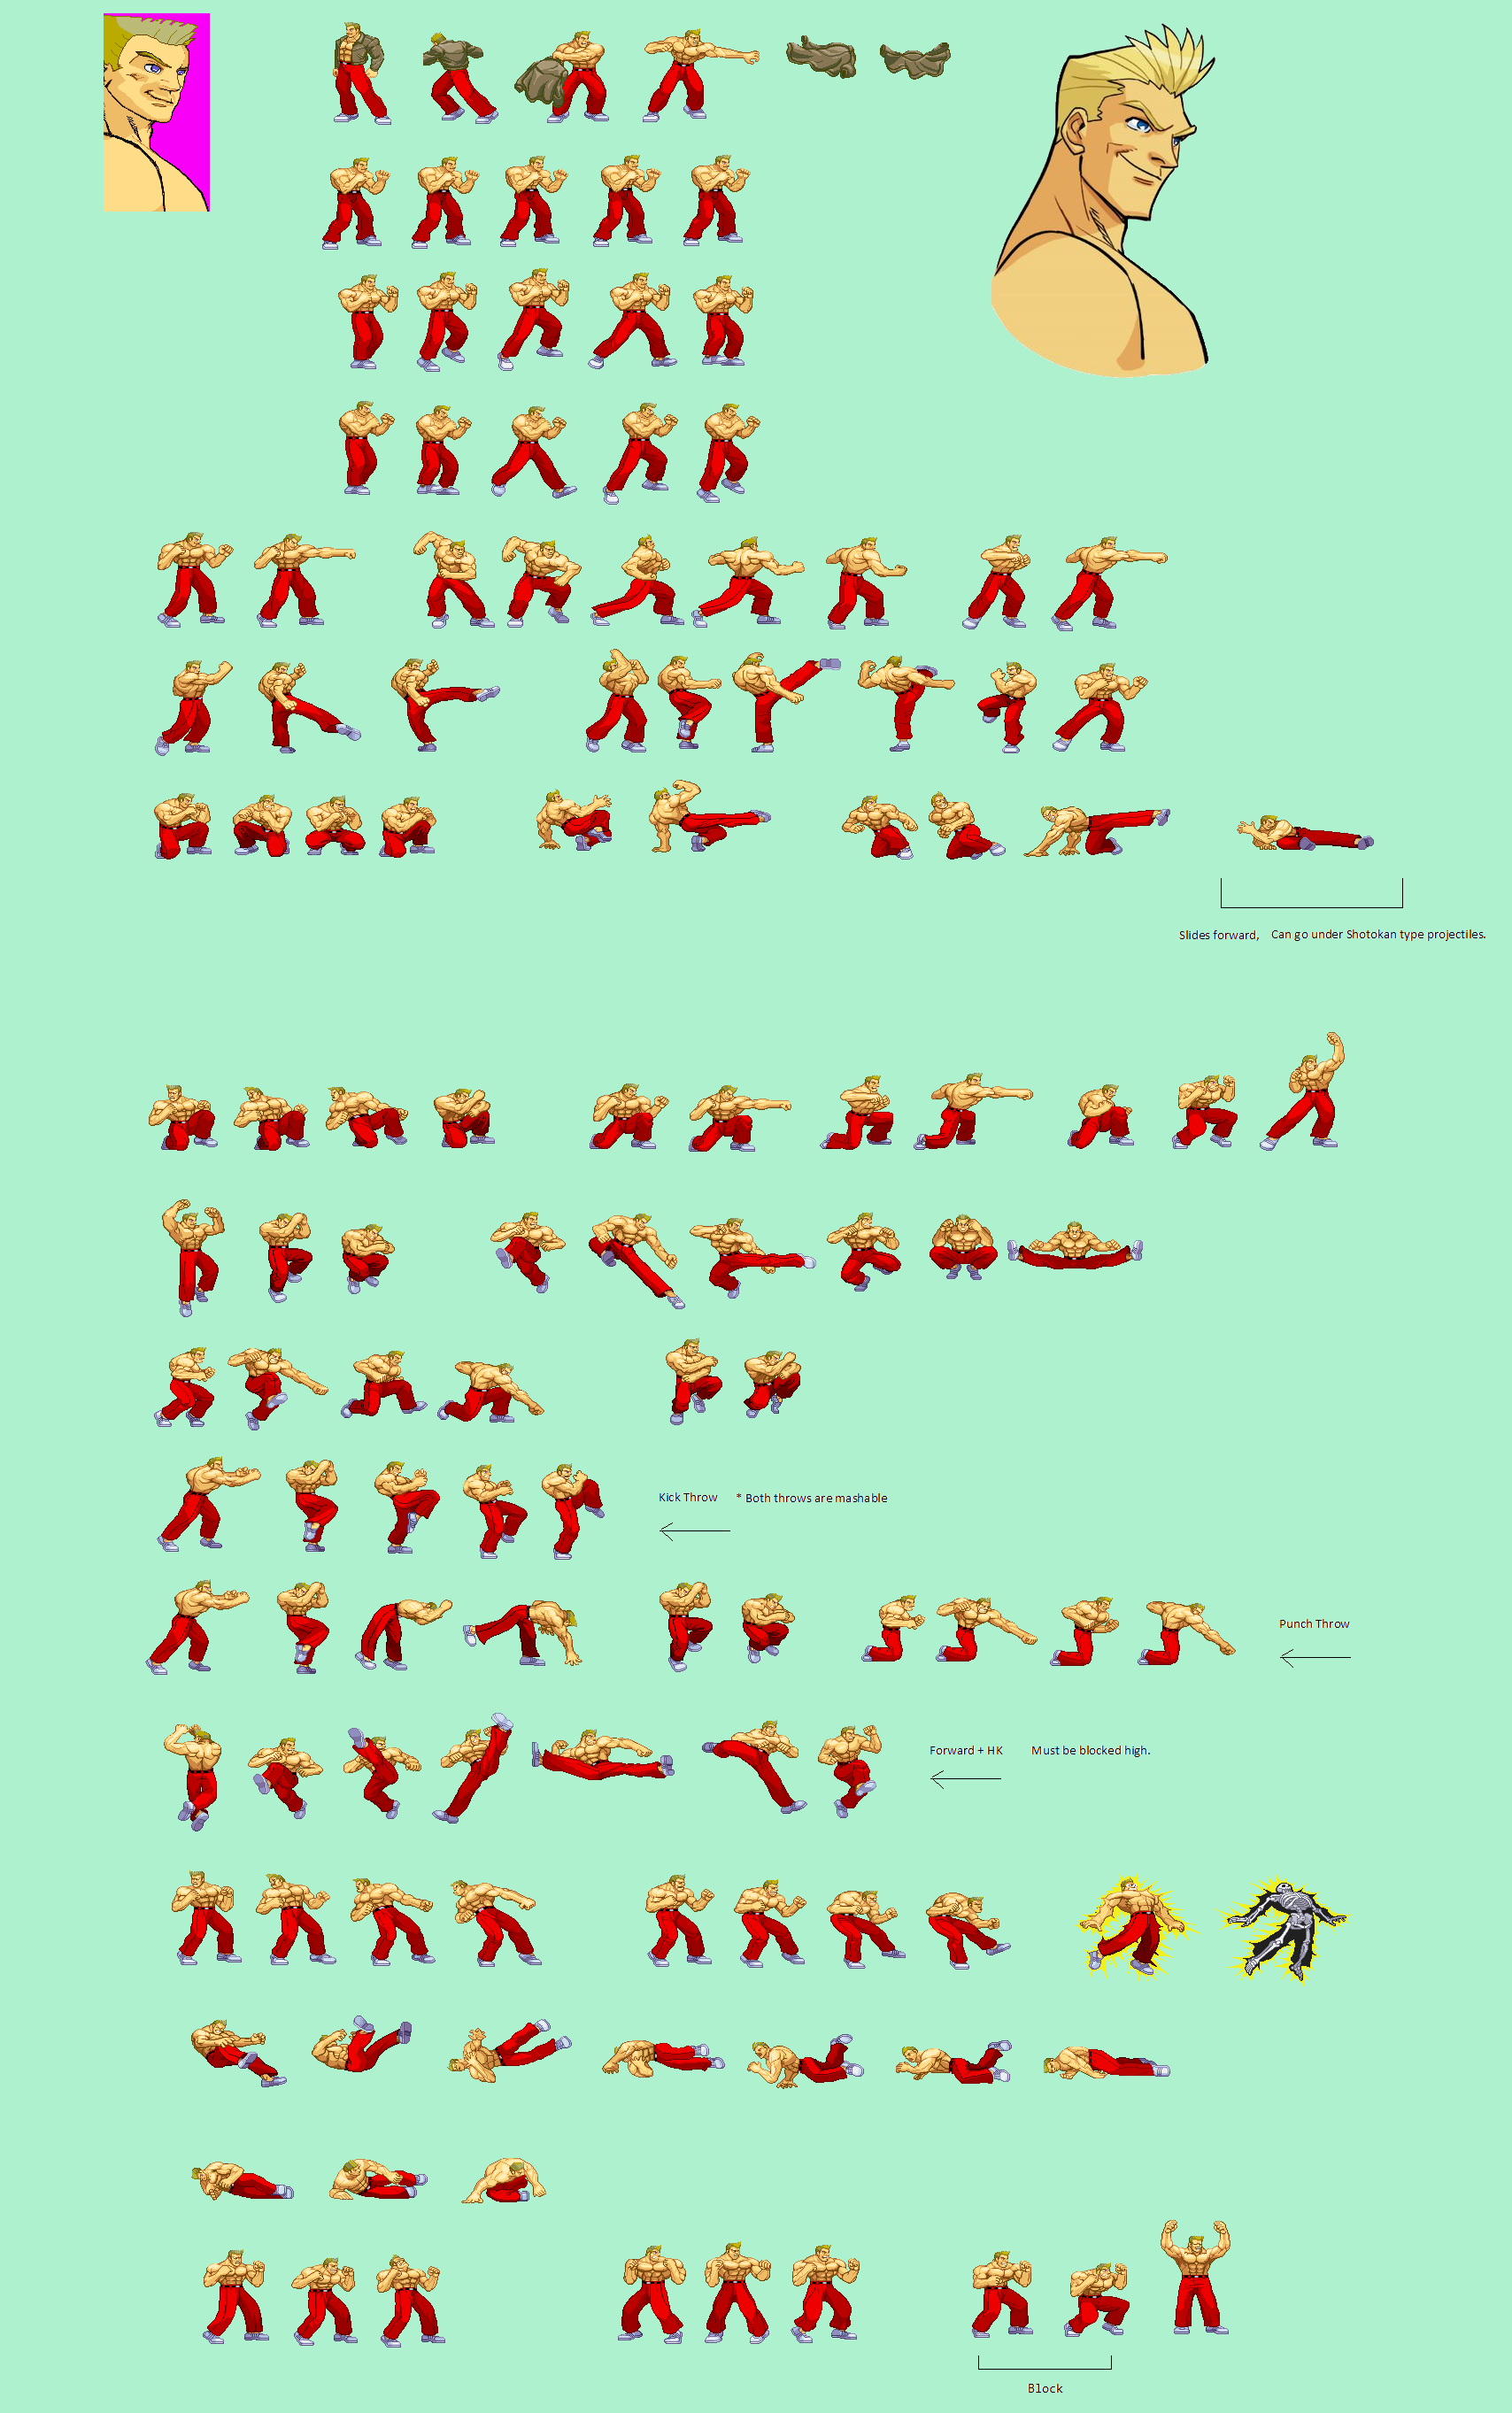 Slides forward, Can go under Shotokan type projectiles.
Kick Throw * Both throws are mashable
Punch Throw
Forward + HK Must be blocked high.
Block